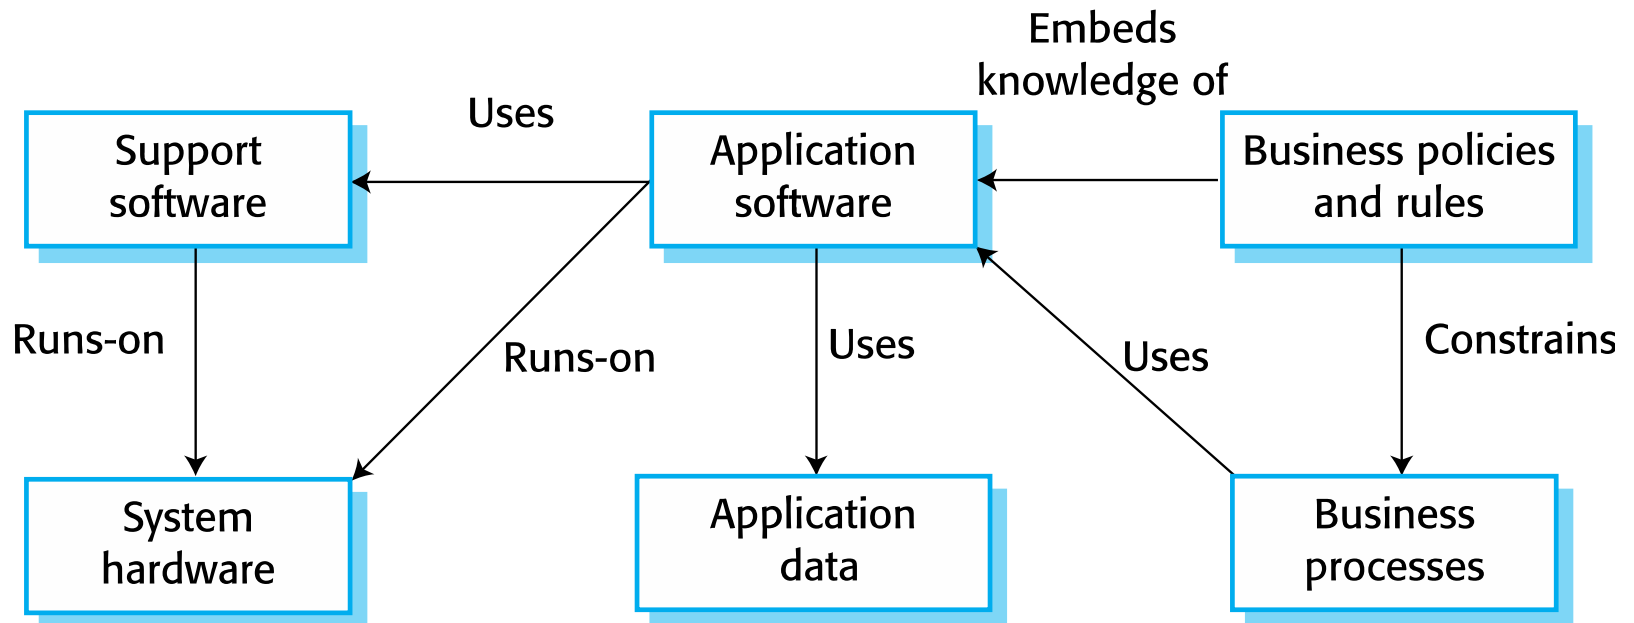 Embeds
knowledge of
Uses
Support
software
Application
software
Business policies
and rules
Runs-on
Runs-on
Uses
Uses
Constrains
System
hardware
Application
data
Business
processes